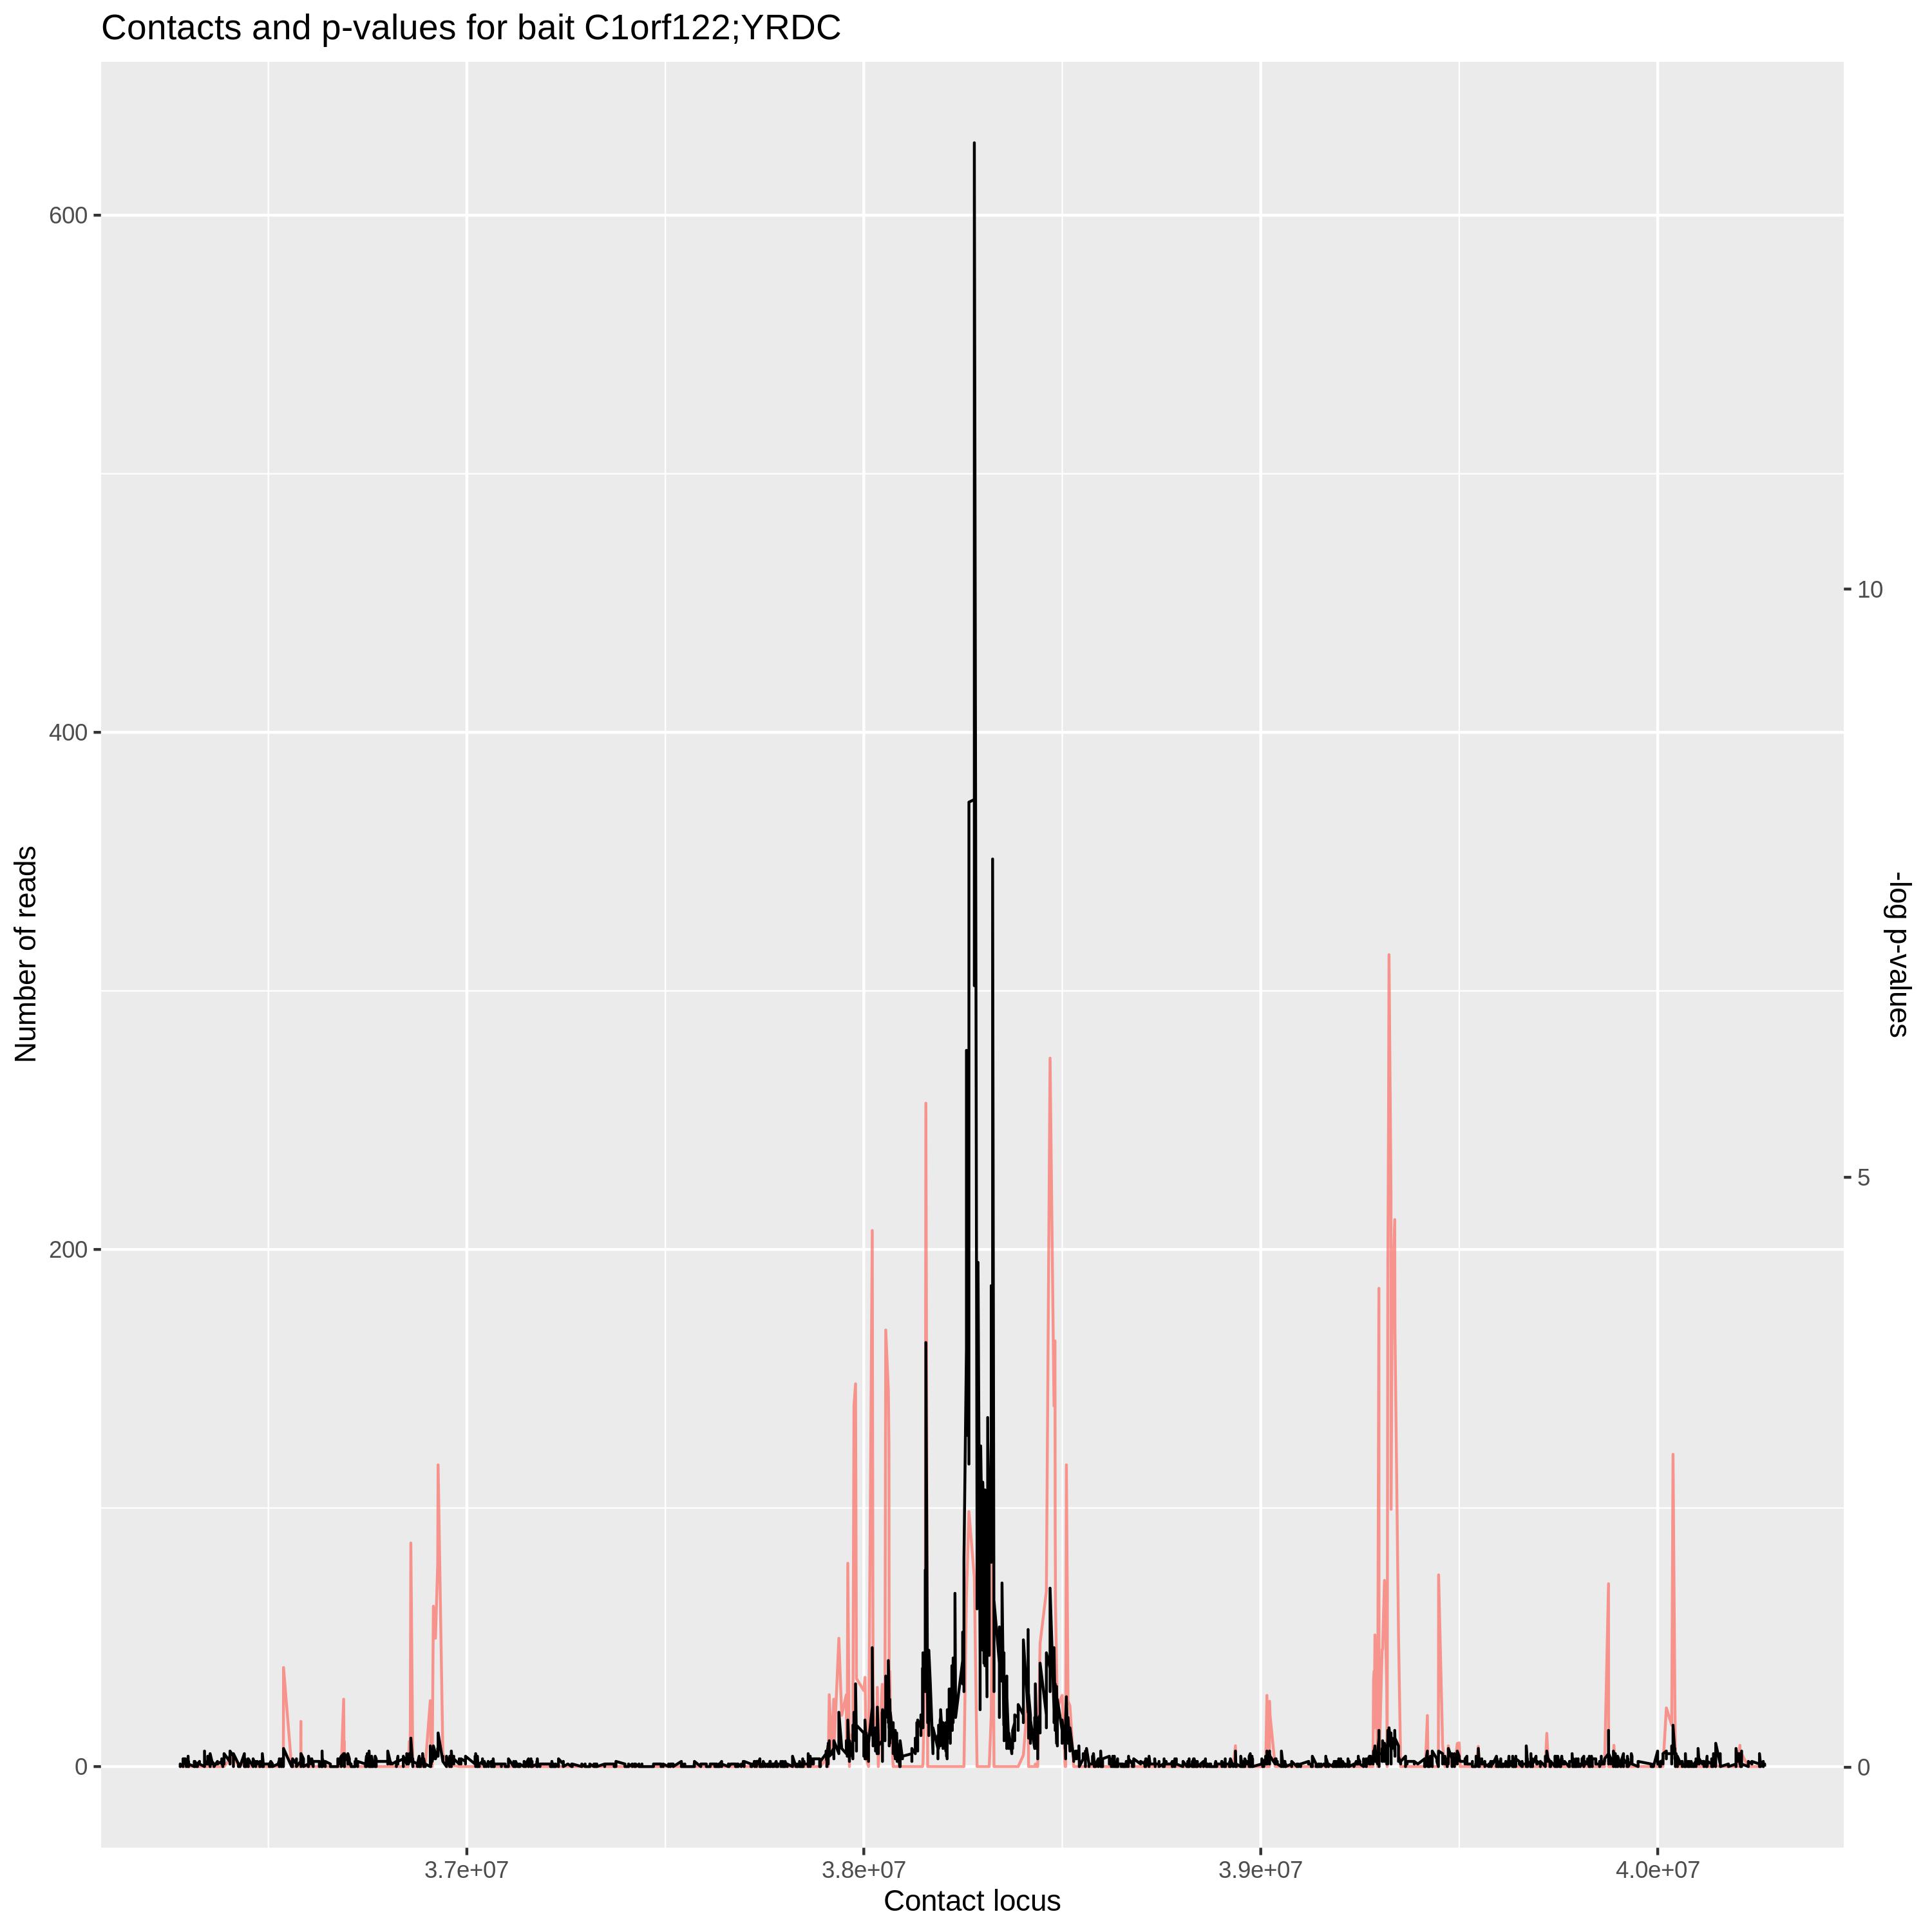 Contacts and p-values for bait C1orf122;YRDC
600
400
200
0
Number of reads
10
5
0
-log p-values
3.7e+07
3.8e+07
3.9e+07
4.0e+07
Contact locus